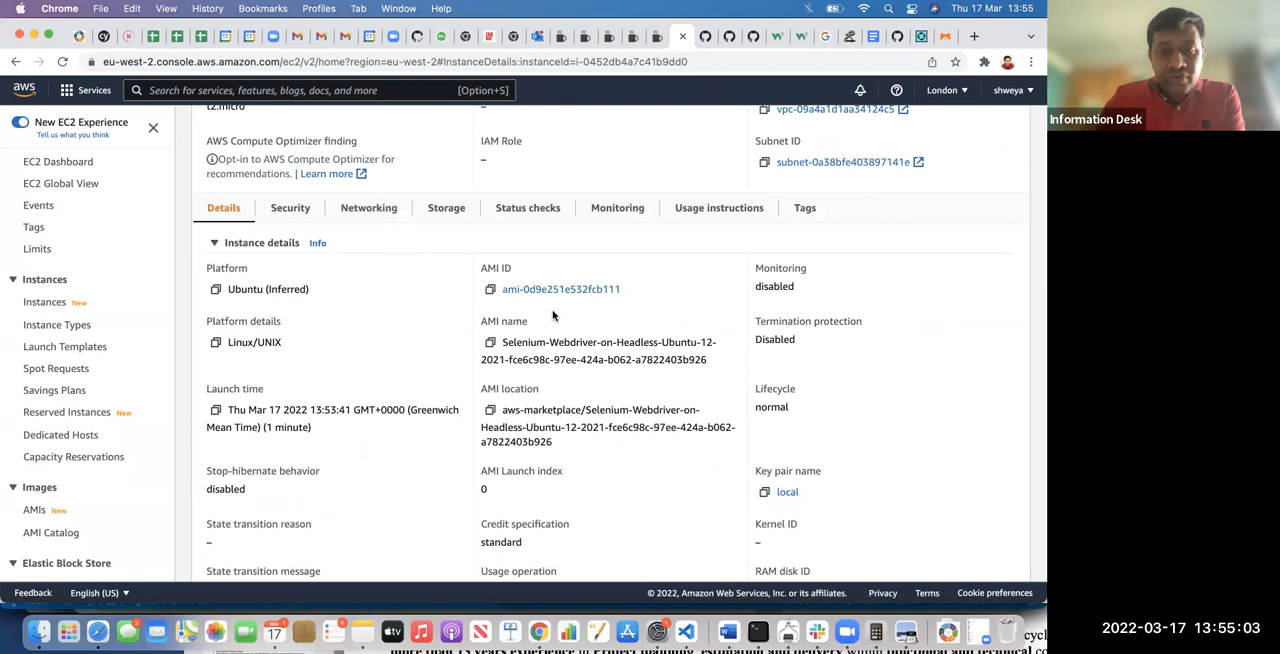 Chrome File Edit View History Bookmarks Profiles Tab Window Help Thu 17 Mar 13:55
eu-west-2.console.aws.amazon.com/ec2/v2/home?region=eu-west-2#InstanceDetails:instanceId=i-0452db4a7c41b9dd0
aws Services Search for services, features, blogs, docs, and more [Option+S] London shweya
New EC2 Experience
Tell us what you think
EC2 Dashboard
EC2 Global View
Events
Tags
Limits
Instances
Instances New
Instance Types
Launch Templates
Spot Requests
Savings Plans
Reserved Instances New
Dedicated Hosts
Capacity Reservations
Images
AMIs New
AMI Catalog
Elastic Block Store
t2.micro
–
vpc-09a4a1d1aa34124c5
AWS Compute Optimizer finding
Opt-in to AWS Compute Optimizer for
recommendations. | Learn more
IAM Role
–
Subnet ID
subnet-0a38bfe403897141e
Details Security Networking Storage Status checks Monitoring Usage instructions Tags
Instance details Info
Platform
Ubuntu (Inferred)
AMI ID
ami-0d9e251e532fcb111
Monitoring
disabled
Platform details
Linux/UNIX
AMI name
Selenium-Webdriver-on-Headless-Ubuntu-12-
2021-fce6c98c-97ee-424a-b062-a7822403b926
Termination protection
Disabled
Launch time
Thu Mar 17 2022 13:53:41 GMT+0000 (Greenwich
Mean Time) (1 minute)
AMI location
aws-marketplace/Selenium-Webdriver-on-
Headless-Ubuntu-12-2021-fce6c98c-97ee-424a-b062-
a7822403b926
Lifecycle
normal
Stop-hibernate behavior
disabled
AMI Launch index
0
Key pair name
local
State transition reason
–
Credit specification
standard
Kernel ID
–
State transition message
Usage operation
RAM disk ID
Feedback English (US) © 2022, Amazon Web Services, Inc. or its affiliates. Privacy Terms Cookie preferences
Information Desk
2022-03-17 13:55:03